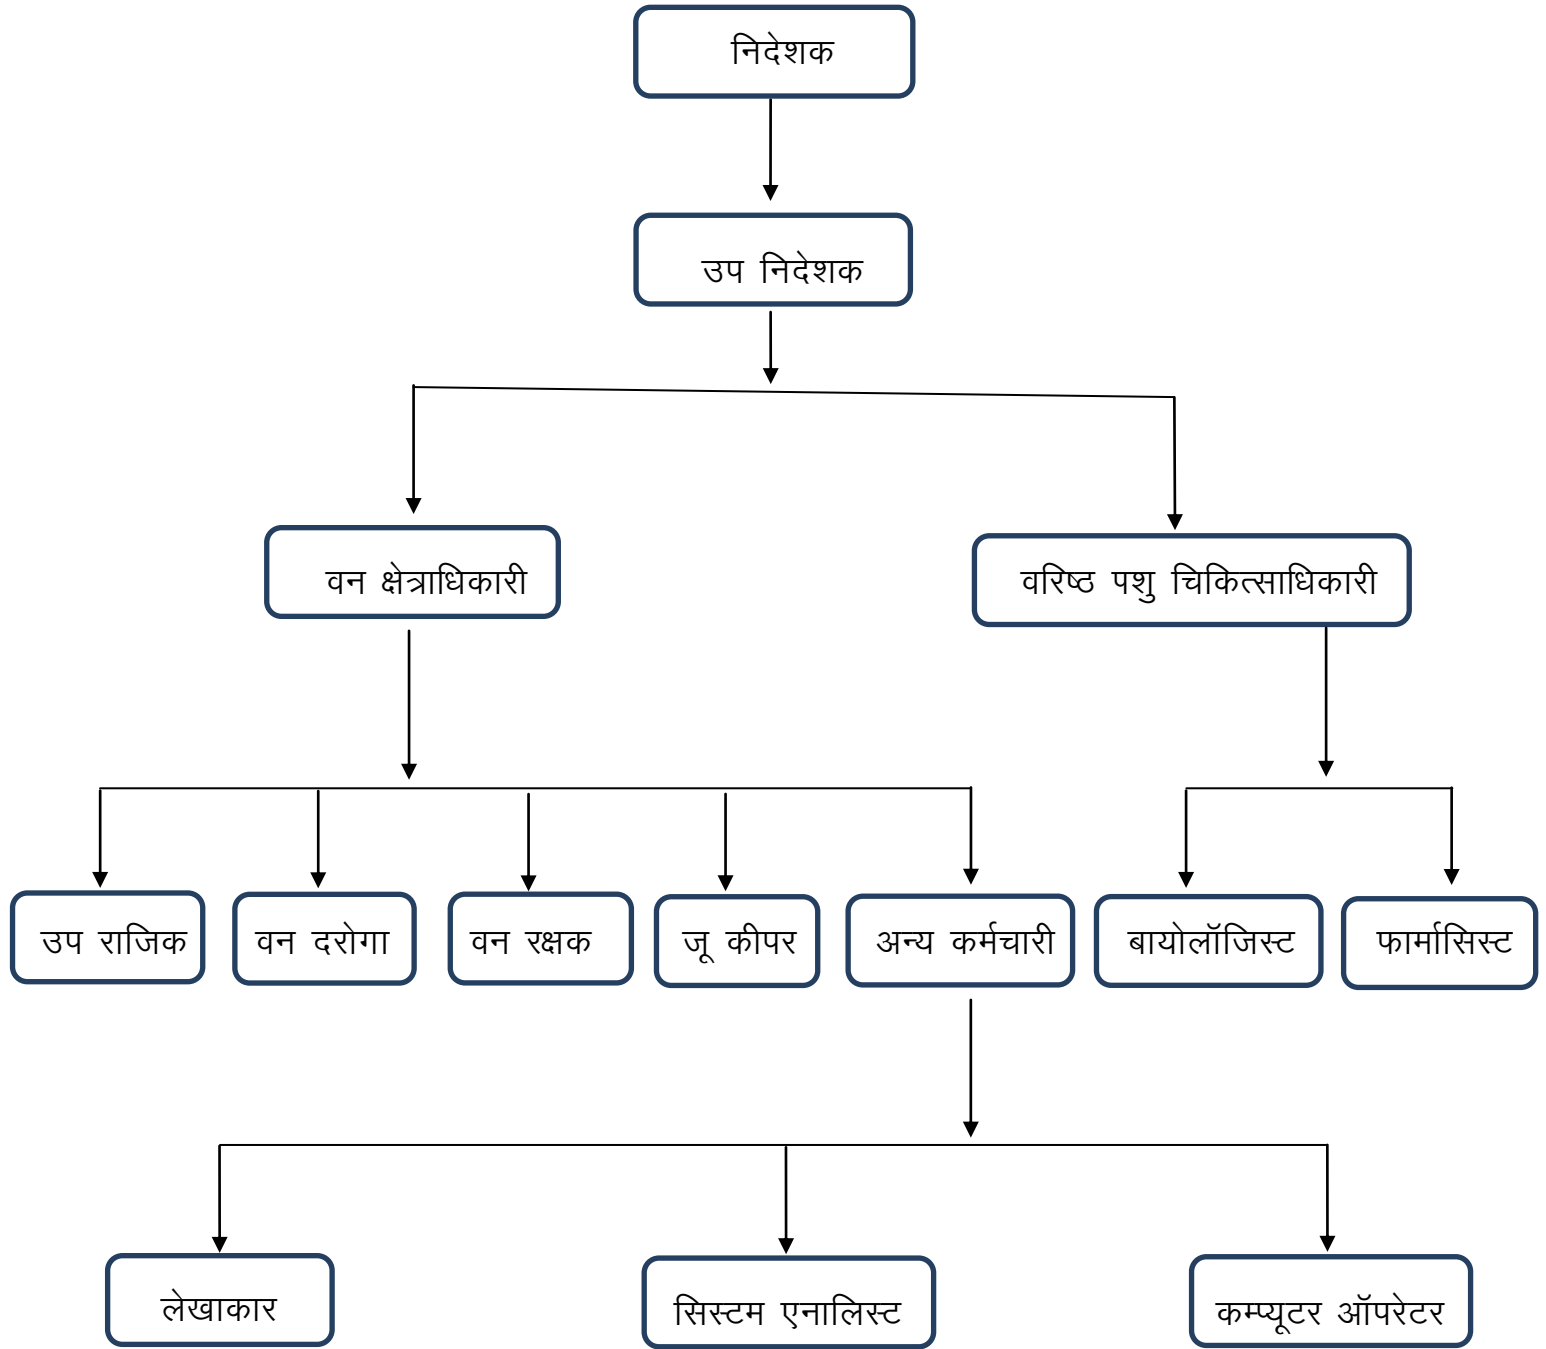 निदेशक
उप निदेशक
वन क्षेत्राधिकारी
वरिष्ठ पशु चिकित्साधिकारी
उप राजिक
वन दरोगा
वन रक्षक
जू कीपर
अन्य कर्मचारी
बायोलॉजिस्ट
फार्मासिस्ट
लेखाकार
सिस्टम एनालिस्ट
कम्प्यूटर ऑपरेटर